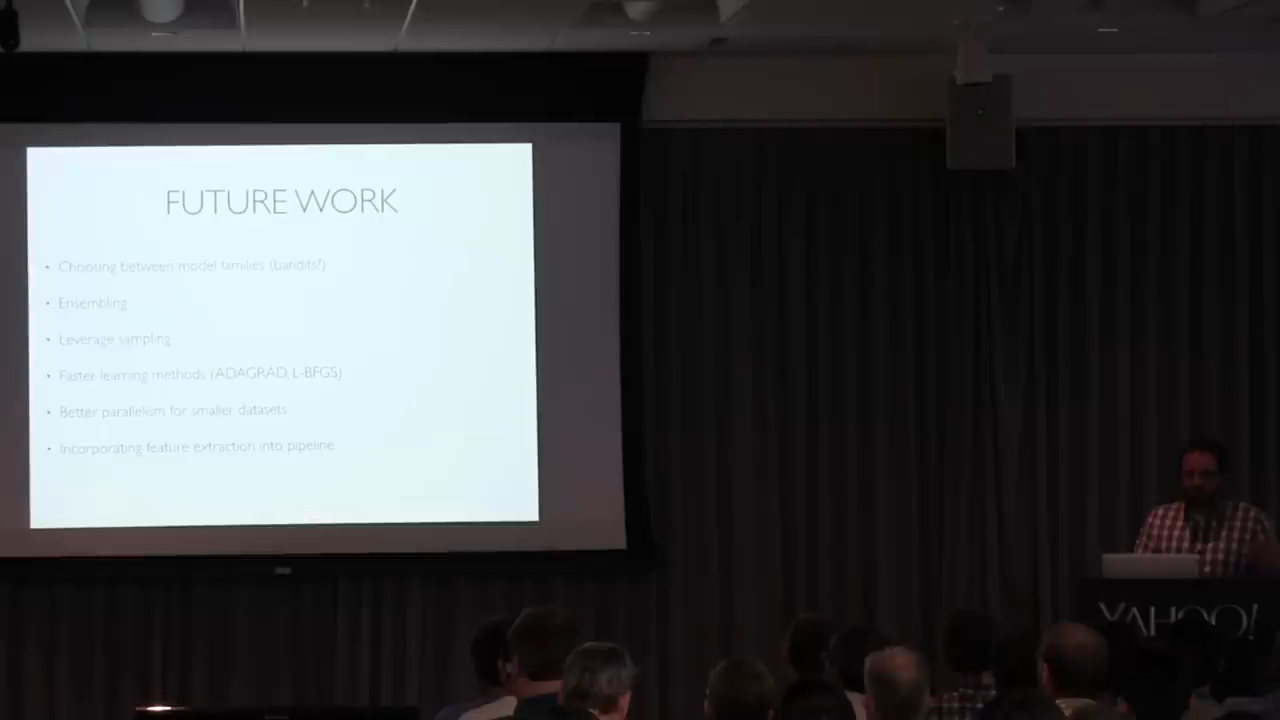 FUTURE WORK
• Choosing between model families (bandits?)
• Ensembling
• Leverage sampling
• Faster learning methods (ADAGRAD, L-BFGS)
• Better parallelism for smaller datasets
• Incorporating feature extraction into pipeline
YAHOO!